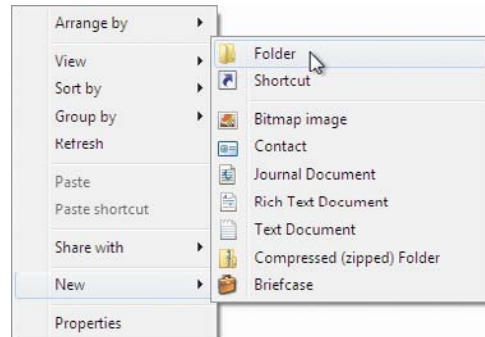 Arrange by
View
Sort by
Group by
Refresh
Paste
Paste shortcut
Share with
New
Properties
Folder
Shortcut
Bitmap image
Contact
Journal Document
Rich Text Document
Text Document
Compressed (zipped) Folder
Briefcase